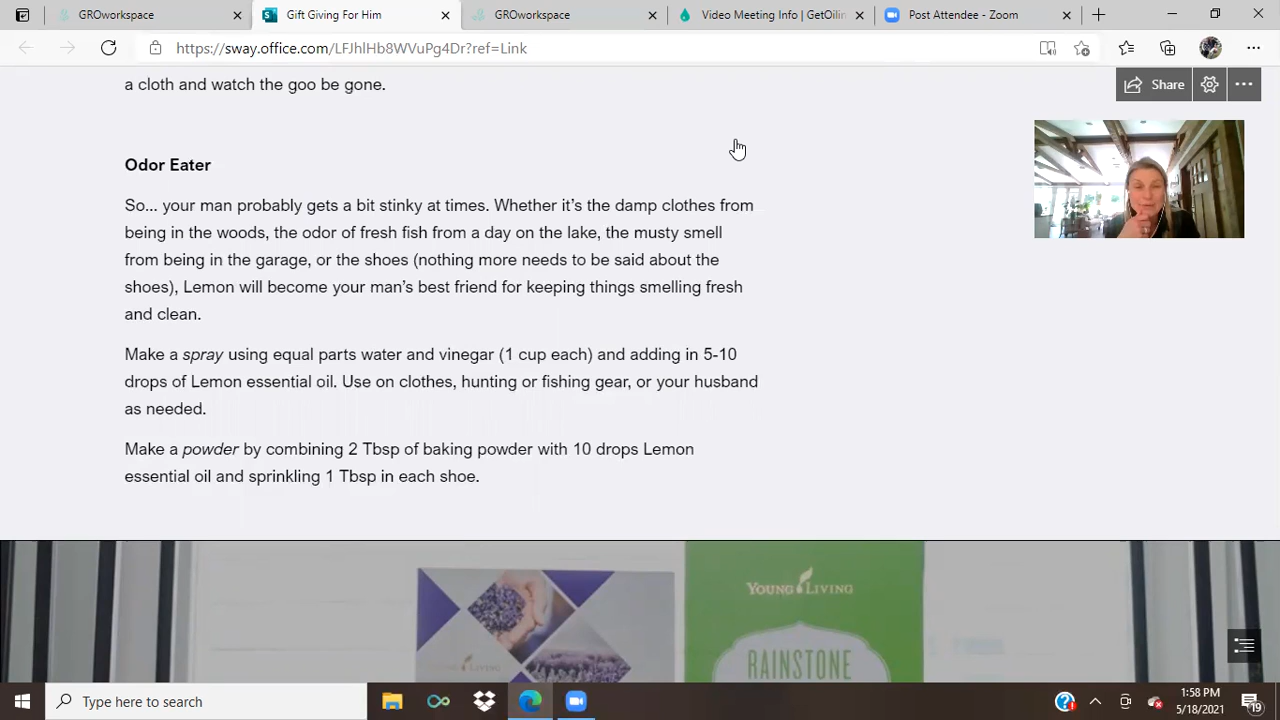 GROworkspace
Gift Giving For Him
GROworkspace
Video Meeting Info | GetOiling
Post Attendee - Zoom
https://sway.office.com/LFJhlHb8WVuPg4Dr?ref=Link
Share
a cloth and watch the goo be gone.
Odor Eater
So... your man probably gets a bit stinky at times. Whether it's the damp clothes from
being in the woods, the odor of fresh fish from a day on the lake, the musty smell
from being in the garage, or the shoes (nothing more needs to be said about the
shoes), Lemon will become your man's best friend for keeping things smelling fresh
and clean.
Make a spray using equal parts water and vinegar (1 cup each) and adding in 5-10
drops of Lemon essential oil. Use on clothes, hunting or fishing gear, or your husband
as needed.
Make a powder by combining 2 Tbsp of baking powder with 10 drops Lemon
essential oil and sprinkling 1 Tbsp in each shoe.
YOUNG LIVING
RAINSTONE
YOUNG LIVING
Type here to search
1:58 PM
5/18/2021
19